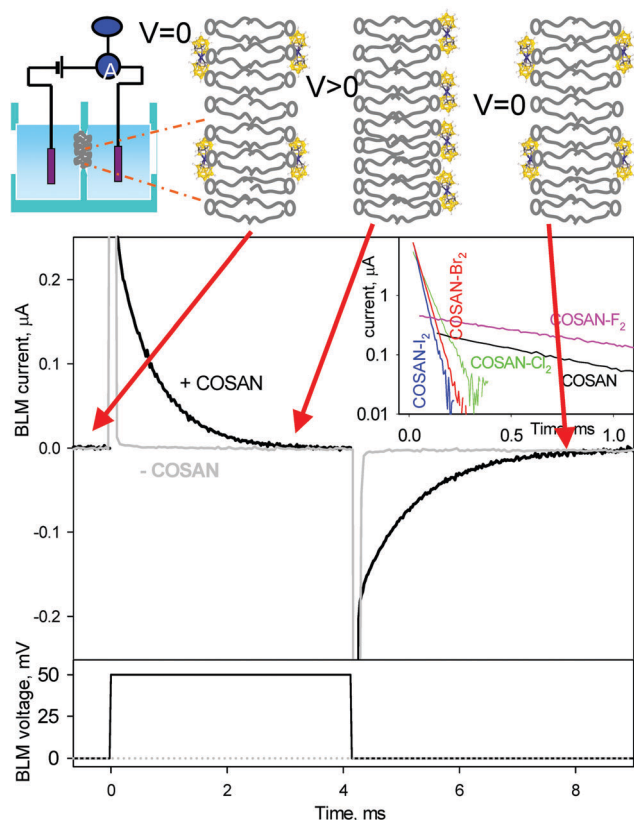 V=0
V>0
V=0
A
BLM current, µA
0.2
0.1
0.0
-0.1
-0.2
+ COSAN
- COSAN
current, µA
1
0.1
0.01
COSAN-I2
COSAN-Br2
COSAN-Cl2
COSAN-F2
COSAN
0.0
0.5
1.0
Time, ms
BLM voltage, mV
50
0
0
2
4
6
8
Time, ms